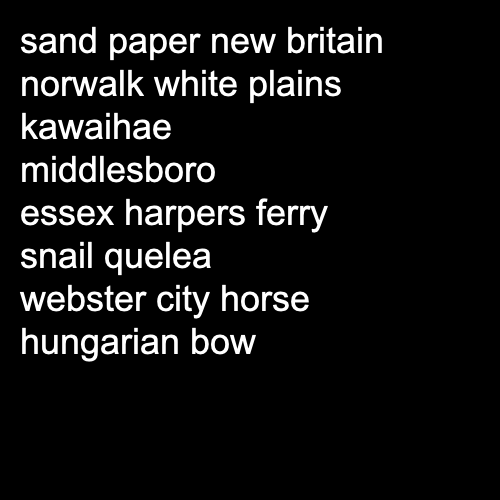 sand paper new britain
norwalk white plains
kawaihae
middlesboro
essex harpers ferry
snail quelea
webster city horse
hungarian bow